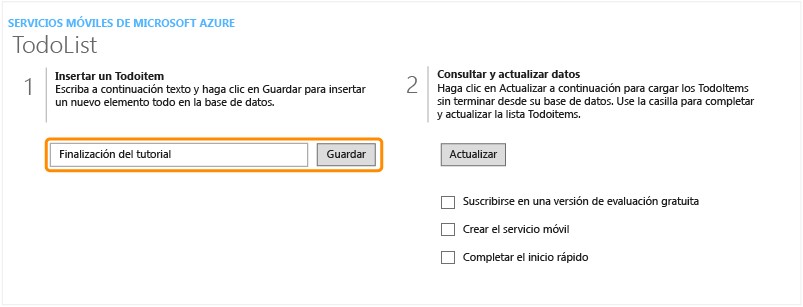 SERVICIOS MÓVILES DE MICROSOFT AZURE
TodoList
1
Insertar un Todoitem
Escriba a continuación texto y haga clic en Guardar para insertar
un nuevo elemento todo en la base de datos.
Finalización del tutorial
Guardar
2
Consultar y actualizar datos
Haga clic en Actualizar a continuación para cargar los TodoItems
sin terminar desde su base de datos. Use la casilla para completar
y actualizar la lista Todoitems.
Actualizar
Suscribirse en una versión de evaluación gratuita
Crear el servicio móvil
Completar el inicio rápido